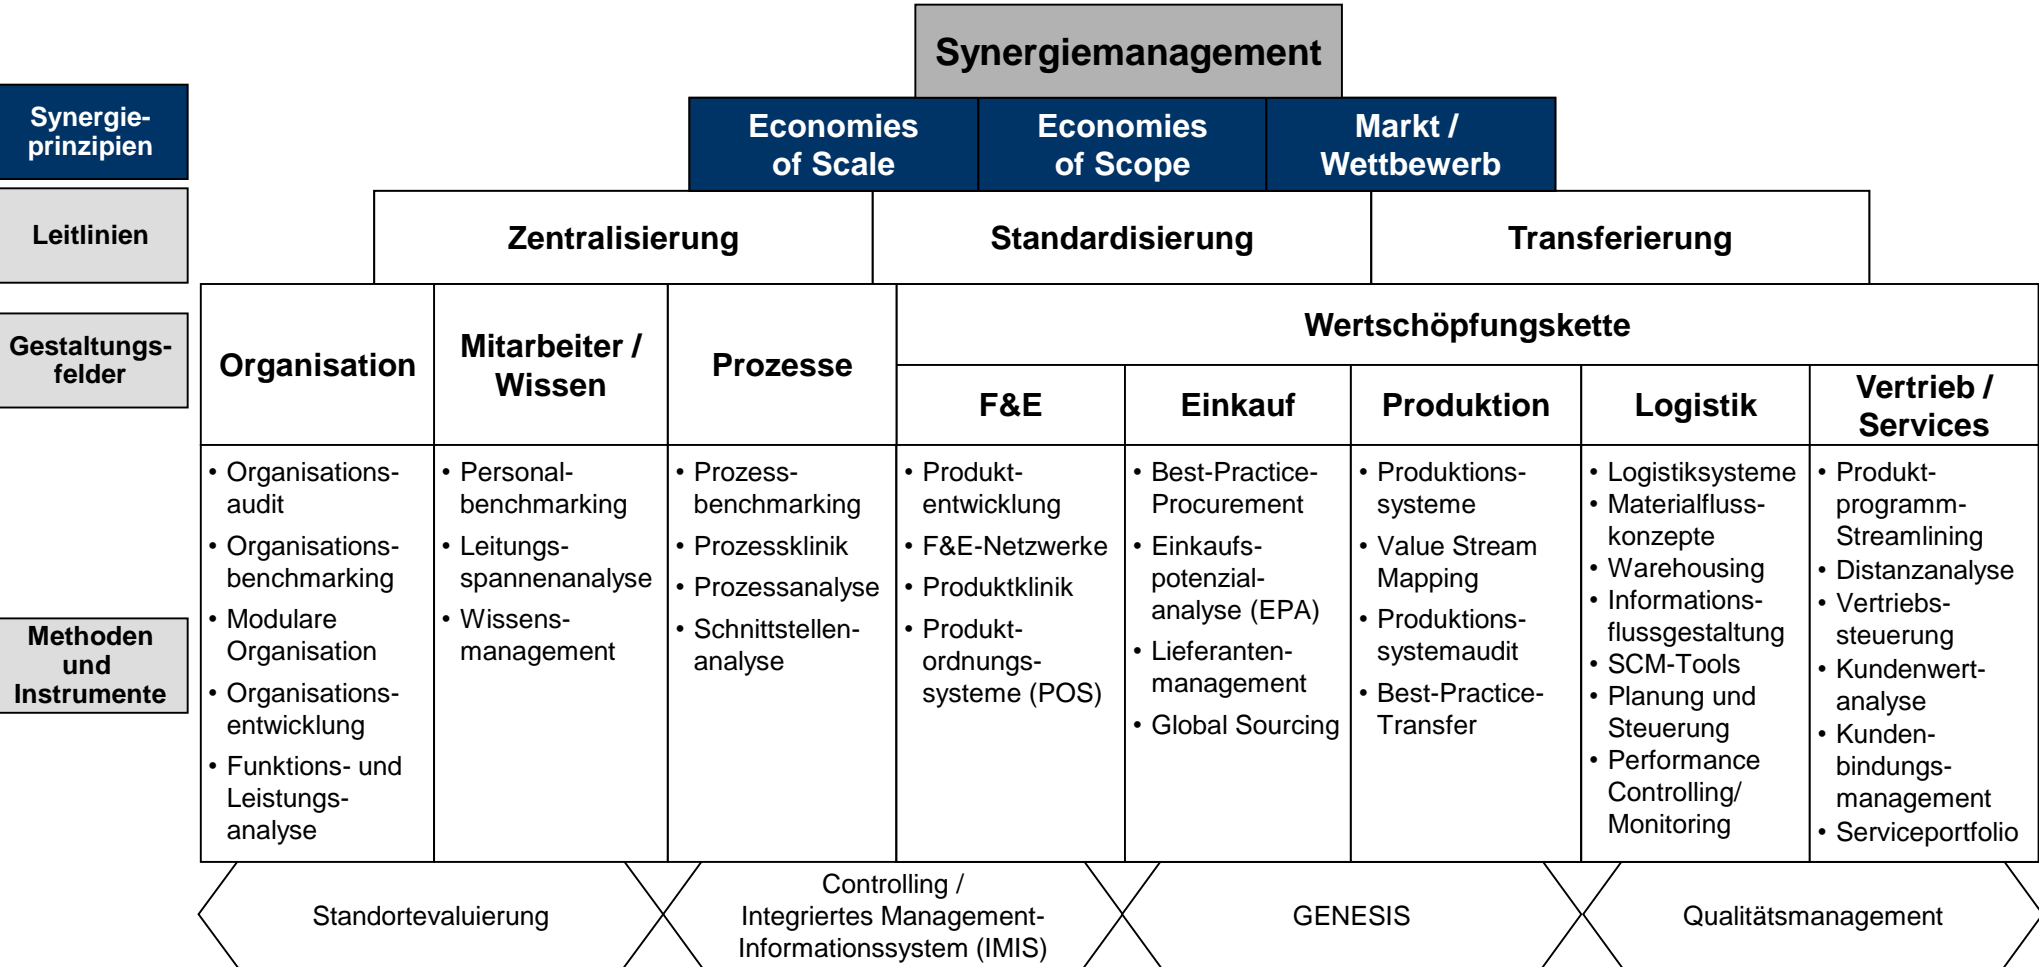 Synergiemanagement
Synergie-
prinzipien
Economies
of Scale
Economies
of Scope
Markt /
Wettbewerb
Leitlinien
Zentralisierung
Standardisierung
Transferierung
Gestaltungs-
felder
Organisation
Mitarbeiter /
Wissen
Prozesse
Wertschöpfungskette
F&E
Einkauf
Produktion
Logistik
Vertrieb /
Services
Methoden
und
Instrumente
• Organisations-
audit
• Organisations-
benchmarking
• Modulare
Organisation
• Organisations-
entwicklung
• Funktions- und
Leistungs-
analyse
• Personal-
benchmarking
• Leitungs-
spannenanalyse
• Wissens-
management
• Prozess-
benchmarking
• Prozessklinik
• Prozessanalyse
• Schnittstellen-
analyse
• Produkt-
entwicklung
• F&E-Netzwerke
• Produktklinik
• Produkt-
ordnungs-
systeme (POS)
• Best-Practice-
Procurement
• Einkaufs-
potenzial-
analyse (EPA)
• Lieferanten-
management
• Global Sourcing
• Produktions-
systeme
• Value Stream
Mapping
• Produktions-
systemaudit
• Best-Practice-
Transfer
• Logistiksysteme
• Materialfluss-
konzepte
• Warehousing
• Informations-
flussgestaltung
• SCM-Tools
• Planung und
Steuerung
• Performance
Controlling/
Monitoring
• Produkt-
programm-
Streamlining
• Distanzanalyse
• Vertriebs-
steuerung
• Kundenwert-
analyse
• Kunden-
bindungs-
management
• Serviceportfolio
Standortevaluierung
Controlling /
Integriertes Management-
Informationssystem (IMIS)
GENESIS
Qualitätsmanagement